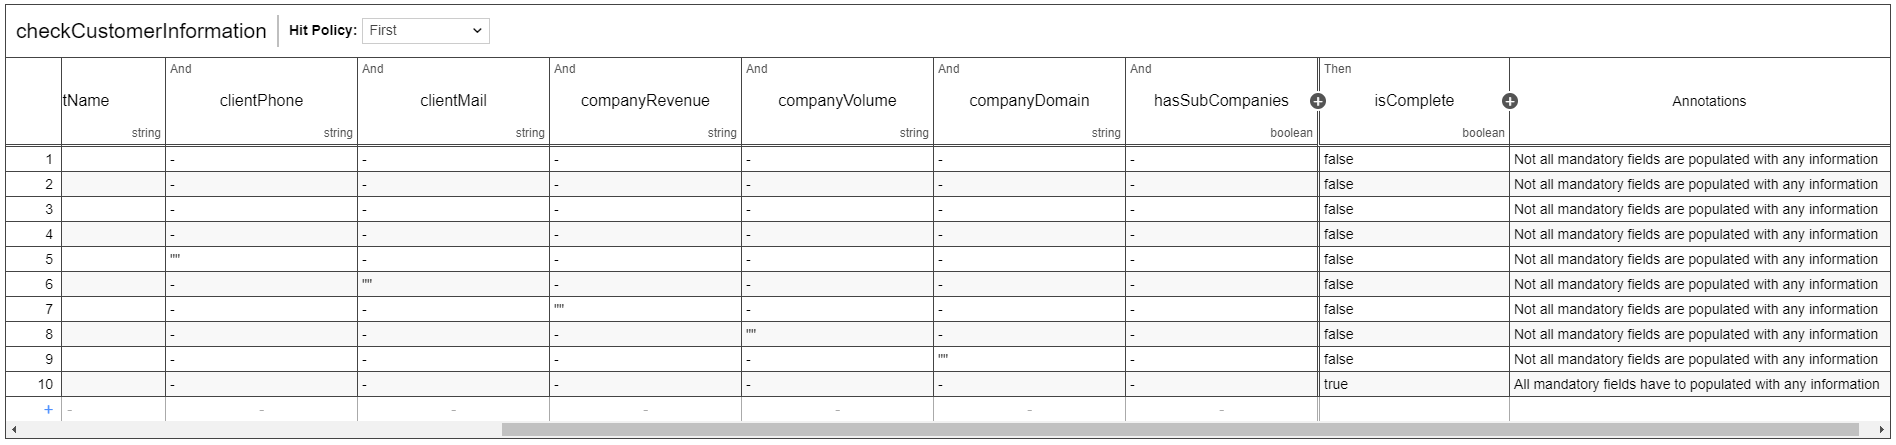 checkCustomerInformation Hit Policy: First
And And And And And And Then
tName clientPhone clientMail companyRevenue companyVolume companyDomain hasSubCompanies + isComplete + Annotations
string string string string string string boolean boolean
1 - - - - - - false Not all mandatory fields are populated with any information
2 - - - - - - false Not all mandatory fields are populated with any information
3 - - - - - - false Not all mandatory fields are populated with any information
4 - - - - - - false Not all mandatory fields are populated with any information
5 "" - - - - - false Not all mandatory fields are populated with any information
6 - "" - - - - false Not all mandatory fields are populated with any information
7 - - "" - - - false Not all mandatory fields are populated with any information
8 - - - "" - - false Not all mandatory fields are populated with any information
9 - - - - "" - false Not all mandatory fields are populated with any information
10 - - - - - - true All mandatory fields have to populated with any information
+ - - - - - - -